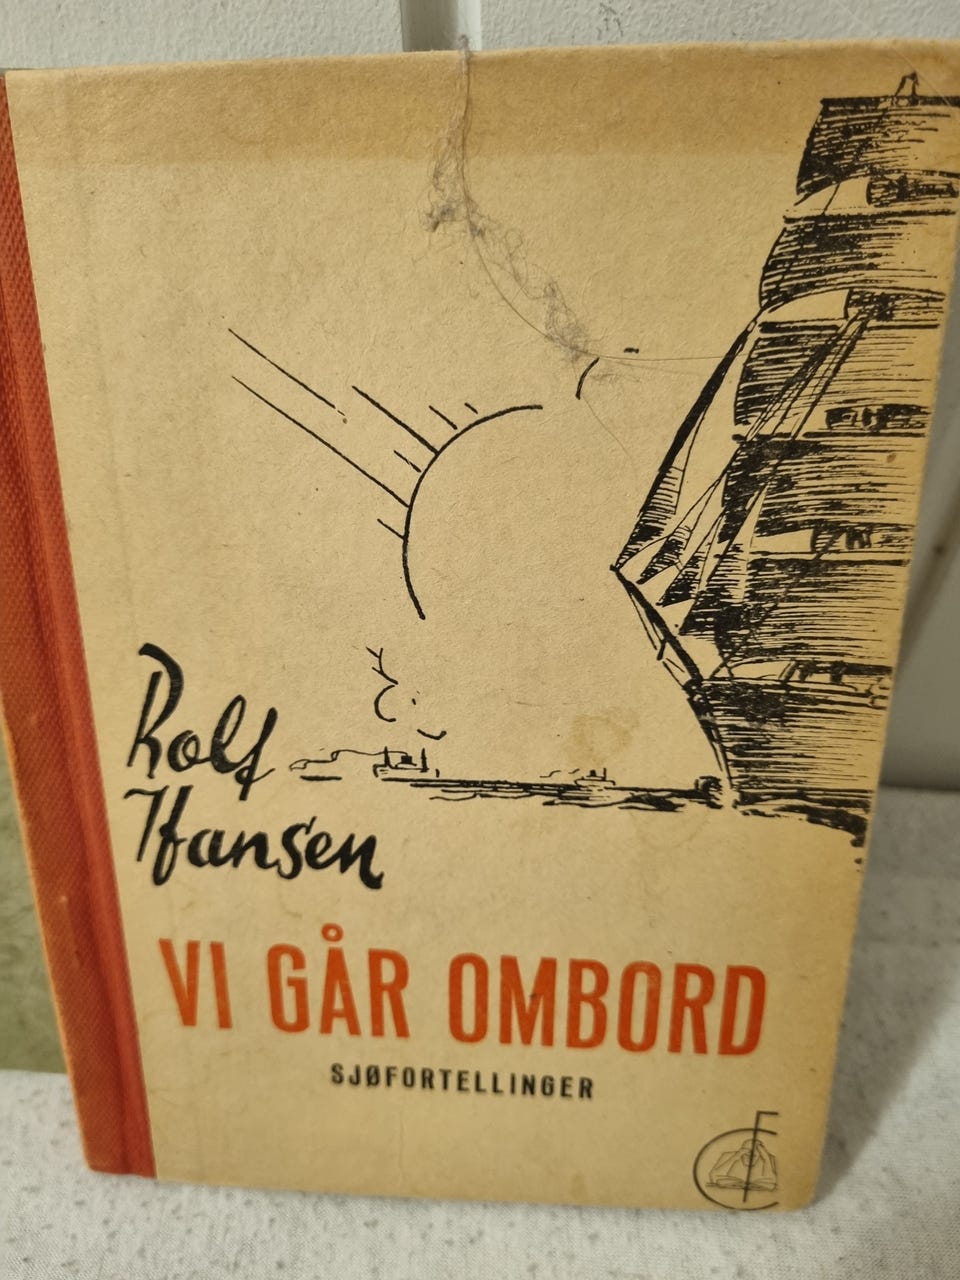 Rolf
Hansen
VI GÅR OMBORD
SJØFORTELLINGER